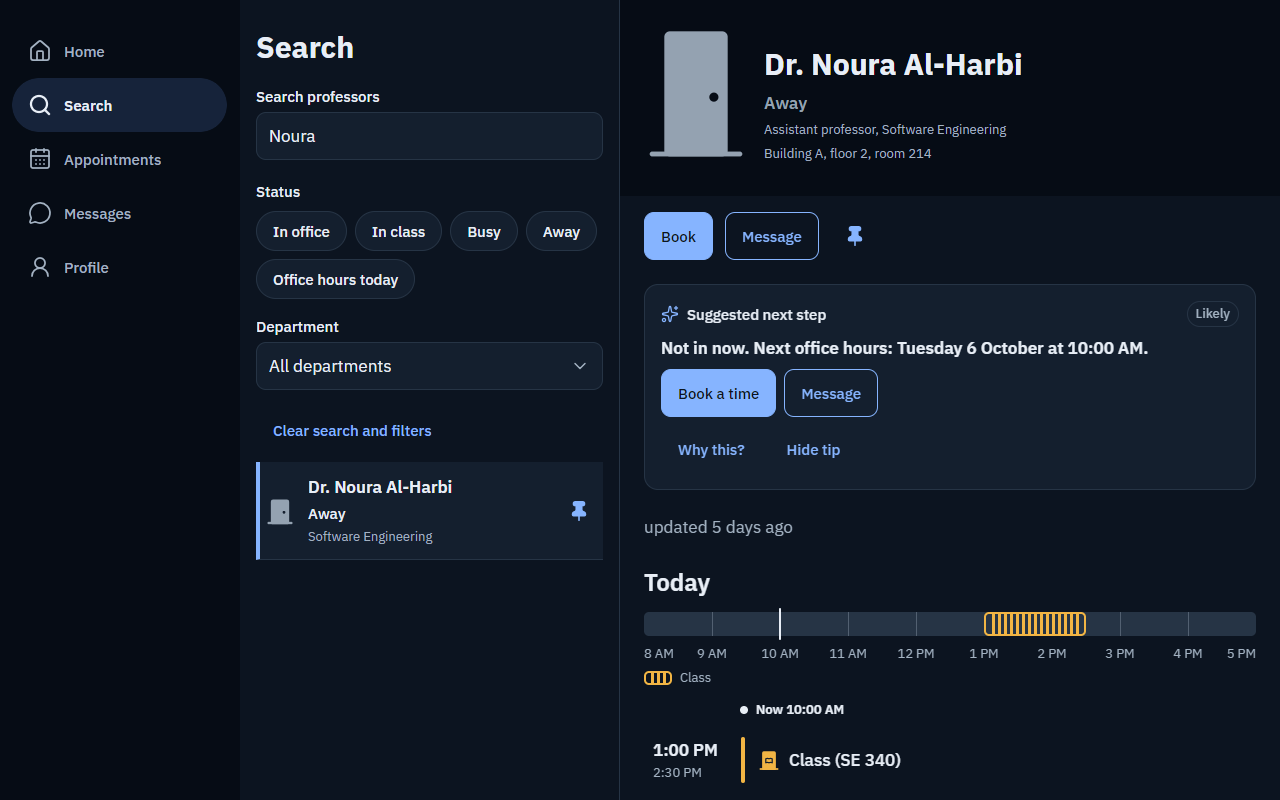 Home
Search
Appointments
Messages
Profile
Search
Search professors
Noura
Status
In office
In class
Busy
Away
Office hours today
Department
All departments
Clear search and filters
Dr. Noura Al-Harbi
Away
Software Engineering
Dr. Noura Al-Harbi
Away
Assistant professor, Software Engineering
Building A, floor 2, room 214
Book
Message
Suggested next step
Likely
Not in now. Next office hours: Tuesday 6 October at 10:00 AM.
Book a time
Message
Why this?
Hide tip
updated 5 days ago
Today
8 AM 9 AM 10 AM 11 AM 12 PM 1 PM 2 PM 3 PM 4 PM 5 PM
Class
Now 10:00 AM
1:00 PM
2:30 PM
Class (SE 340)